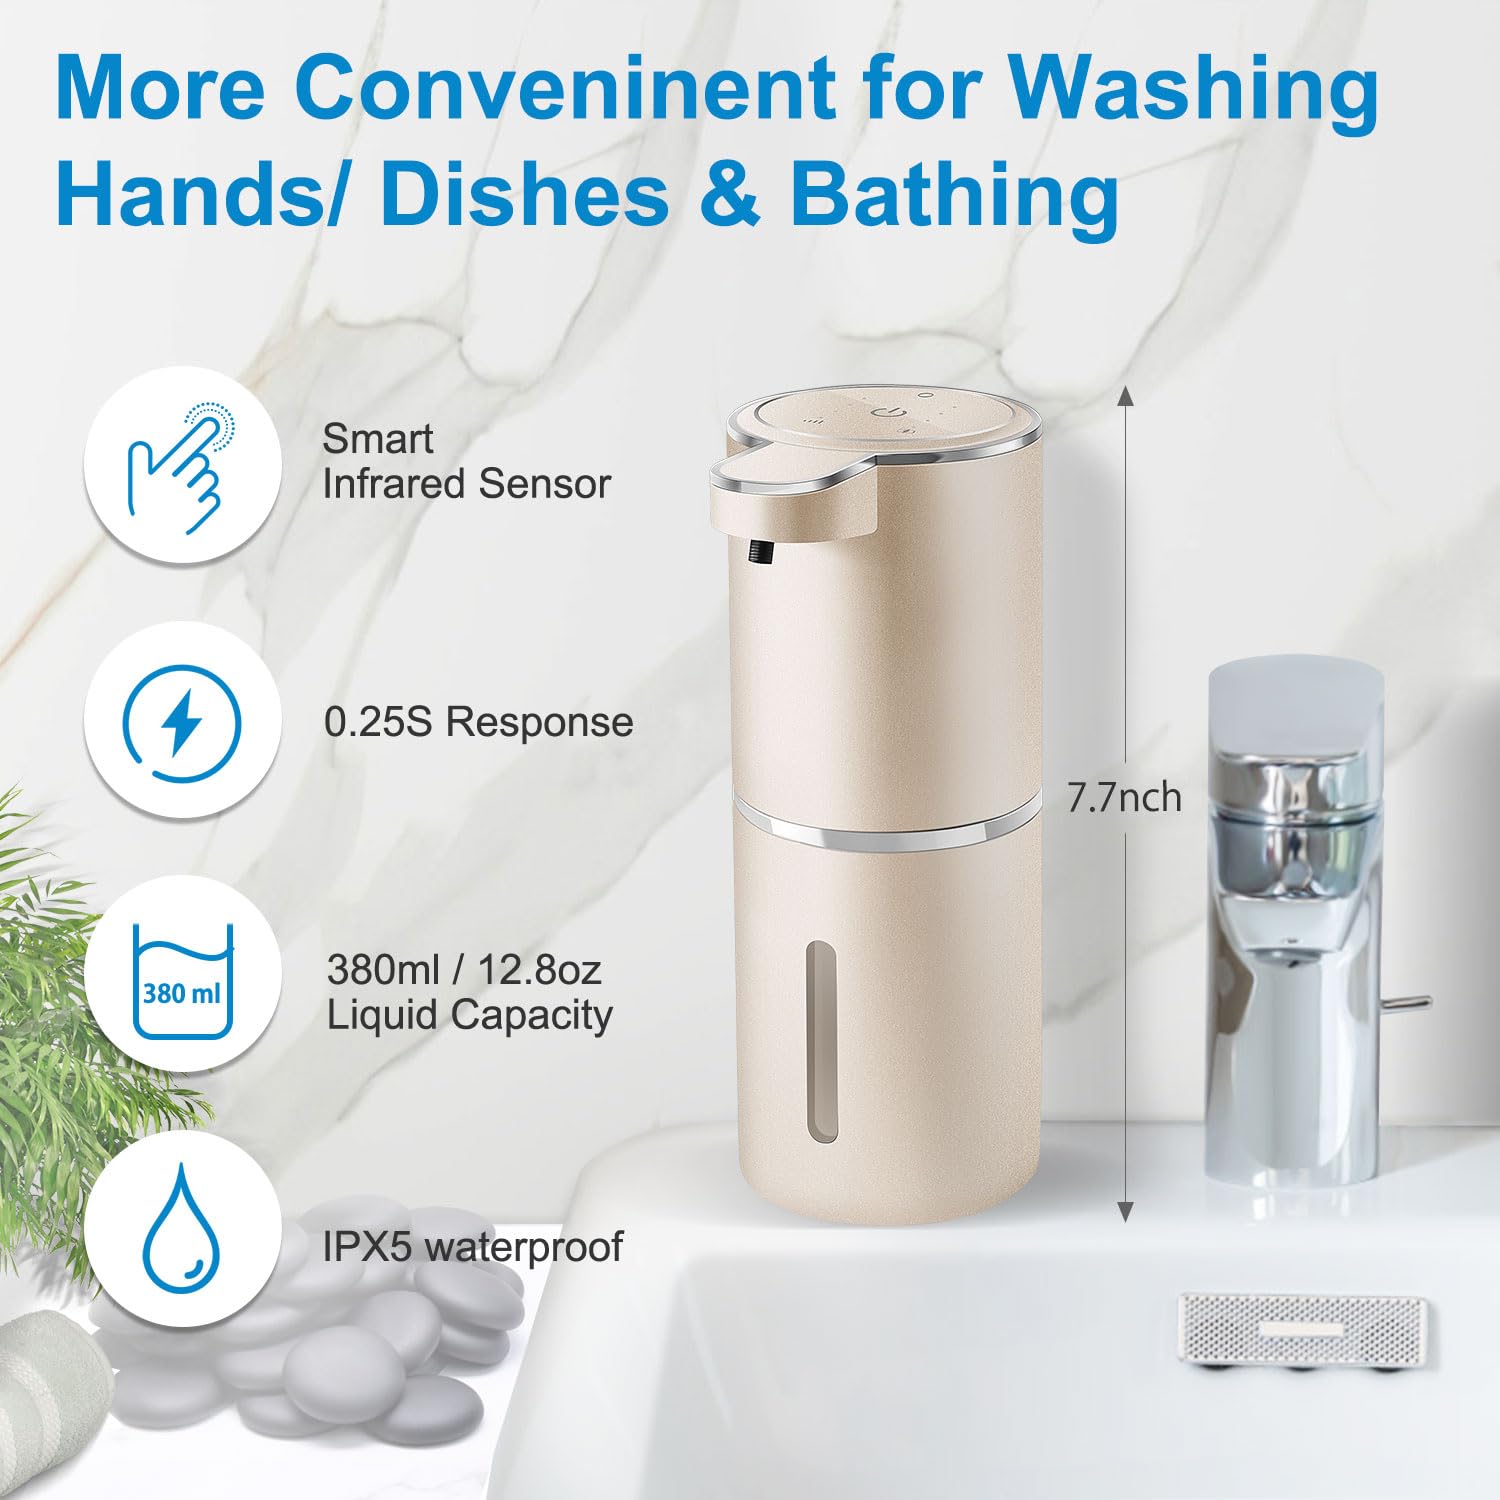 More Conveninent for Washing
Hands/ Dishes & Bathing
Smart
Infrared Sensor
0.25S Response
7.7nch
380 ml
380ml / 12.8oz
Liquid Capacity
IPX5 waterproof